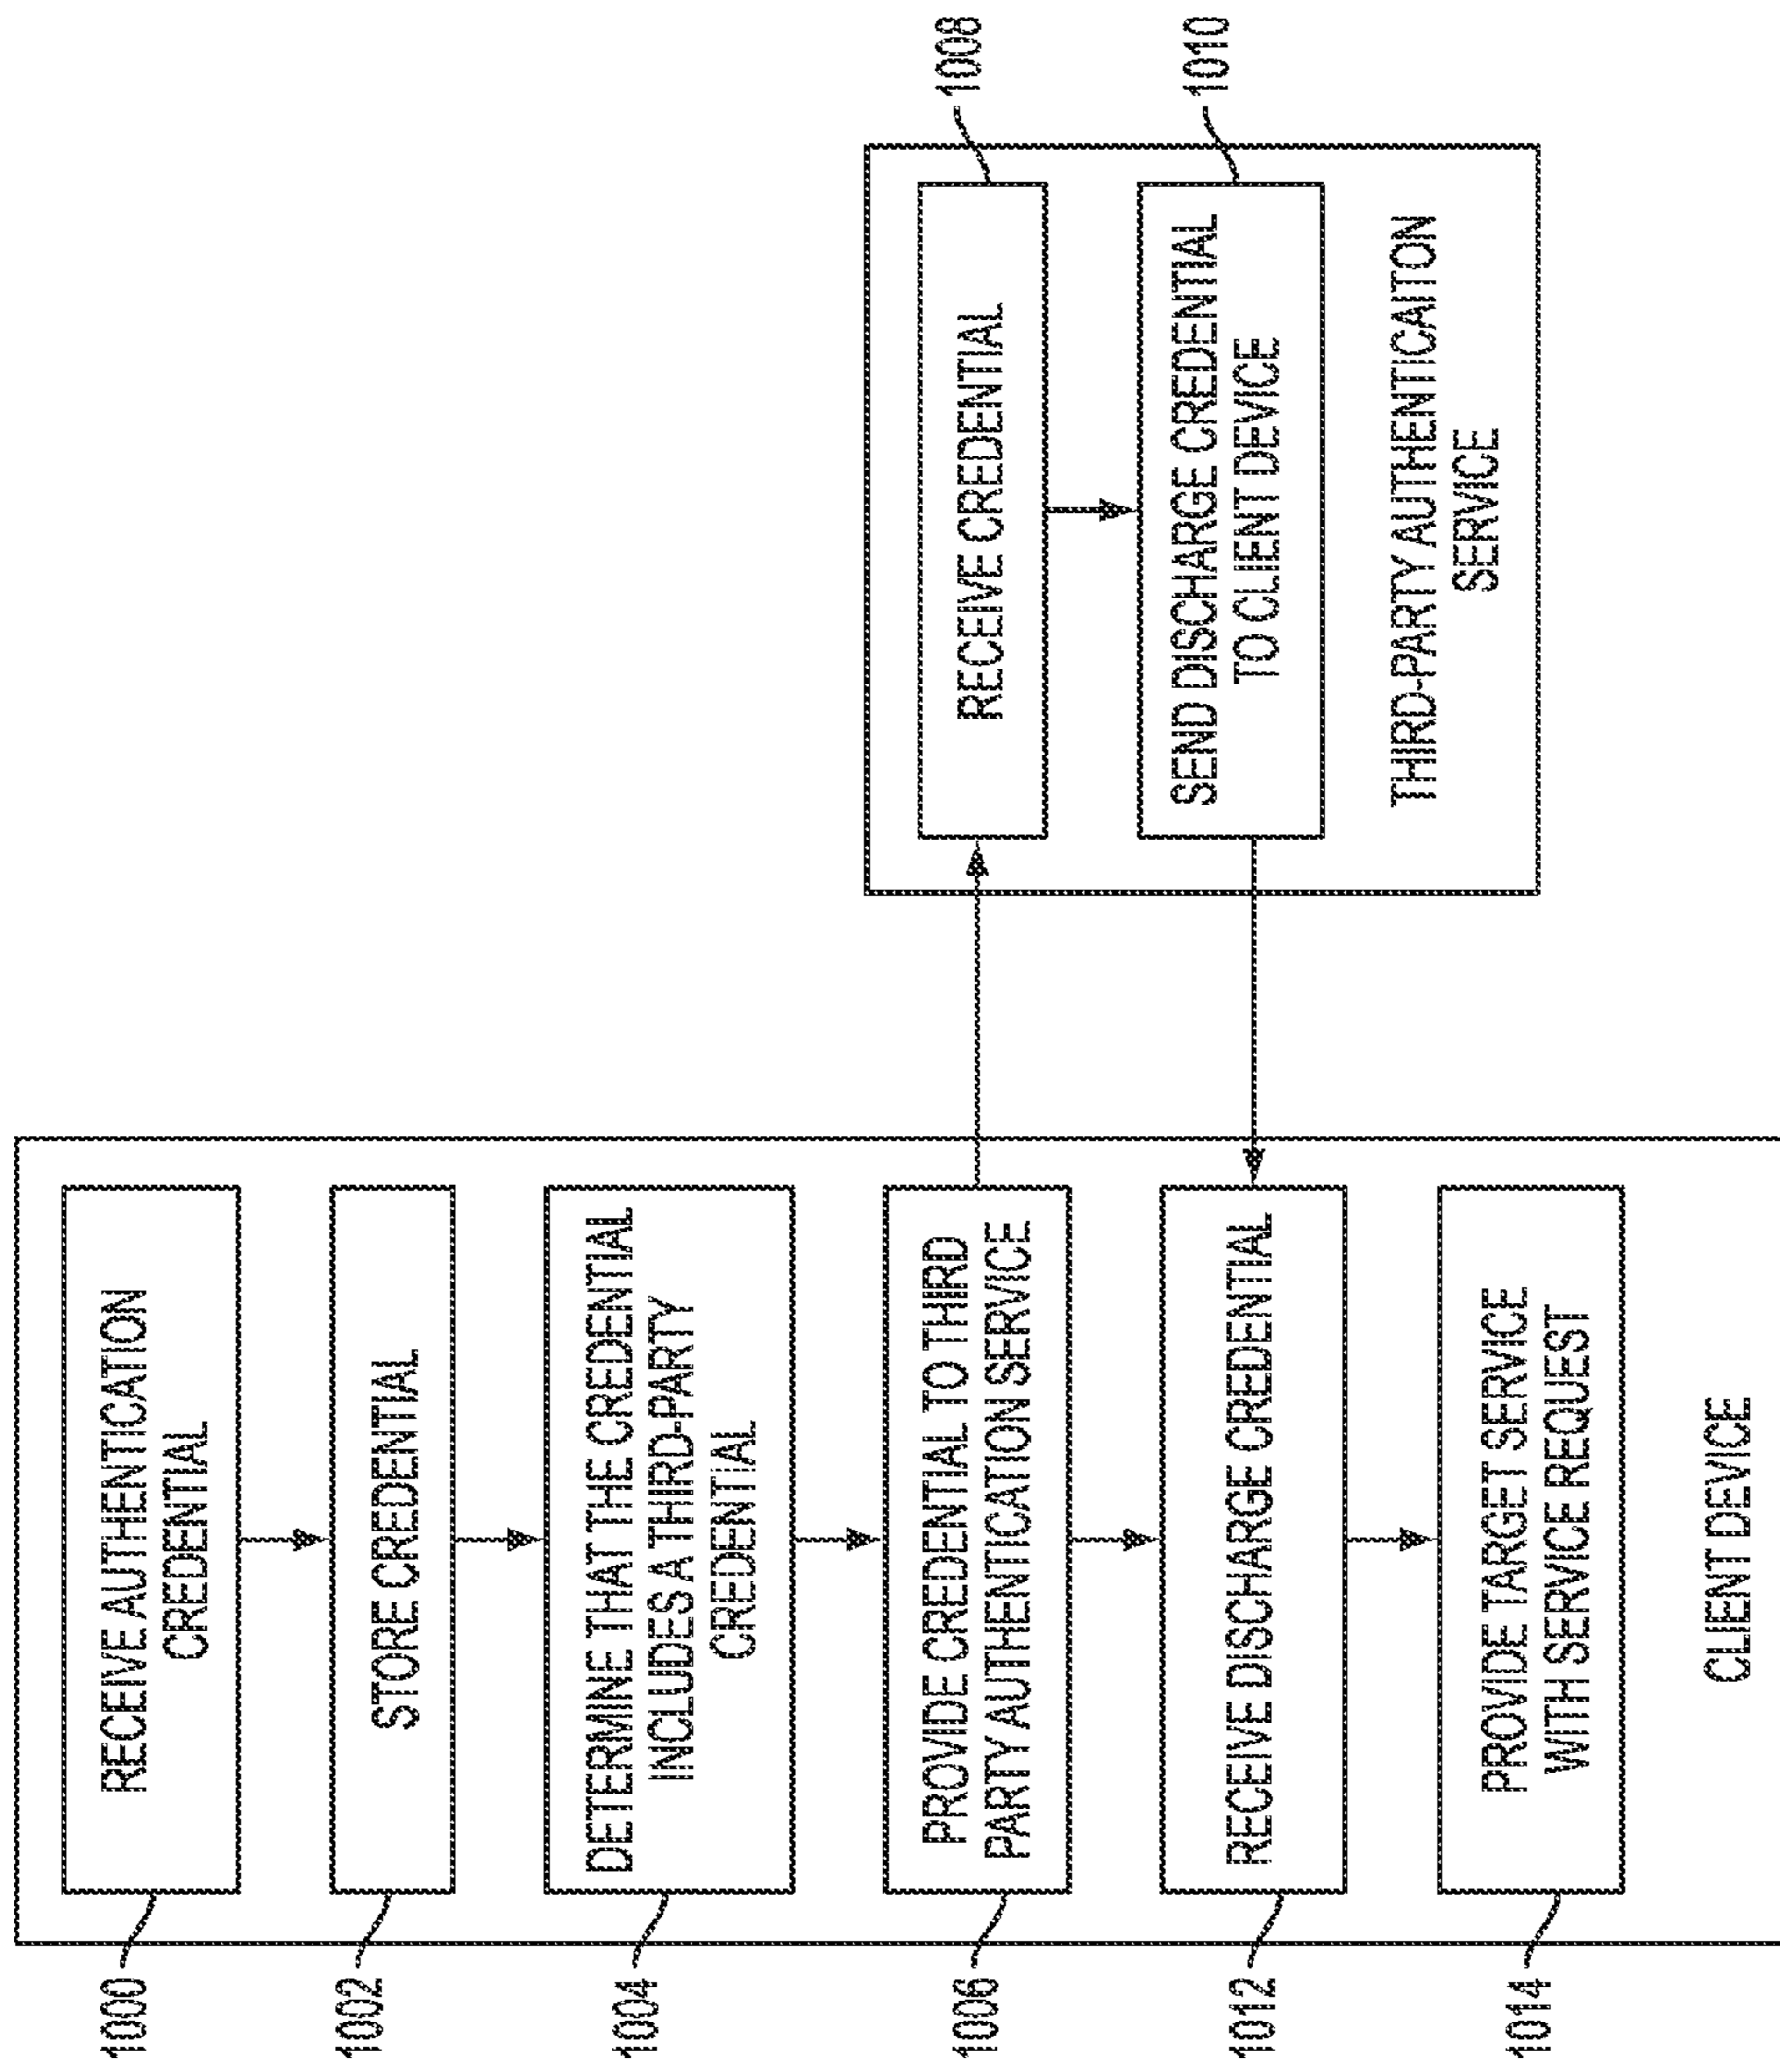 1000
RECEIVE AUTHENTICATION
CREDENTIAL
1002
STORE CREDENTIAL
1004
DETERMINE THAT THE CREDENTIAL
INCLUDES A THIRD-PARTY
CREDENTIAL
1006
PROVIDE CREDENTIAL TO THIRD
PARTY AUTHENTICATION SERVICE
1012
RECEIVE DISCHARGE CREDENTIAL
1014
PROVIDE TARGET SERVICE
WITH SERVICE REQUEST
CLIENT DEVICE
RECEIVE CREDENTIAL
1008
SEND DISCHARGE CREDENTIAL
TO CLIENT DEVICE
1010
THIRD-PARTY AUTHENTICAITON
SERVICE